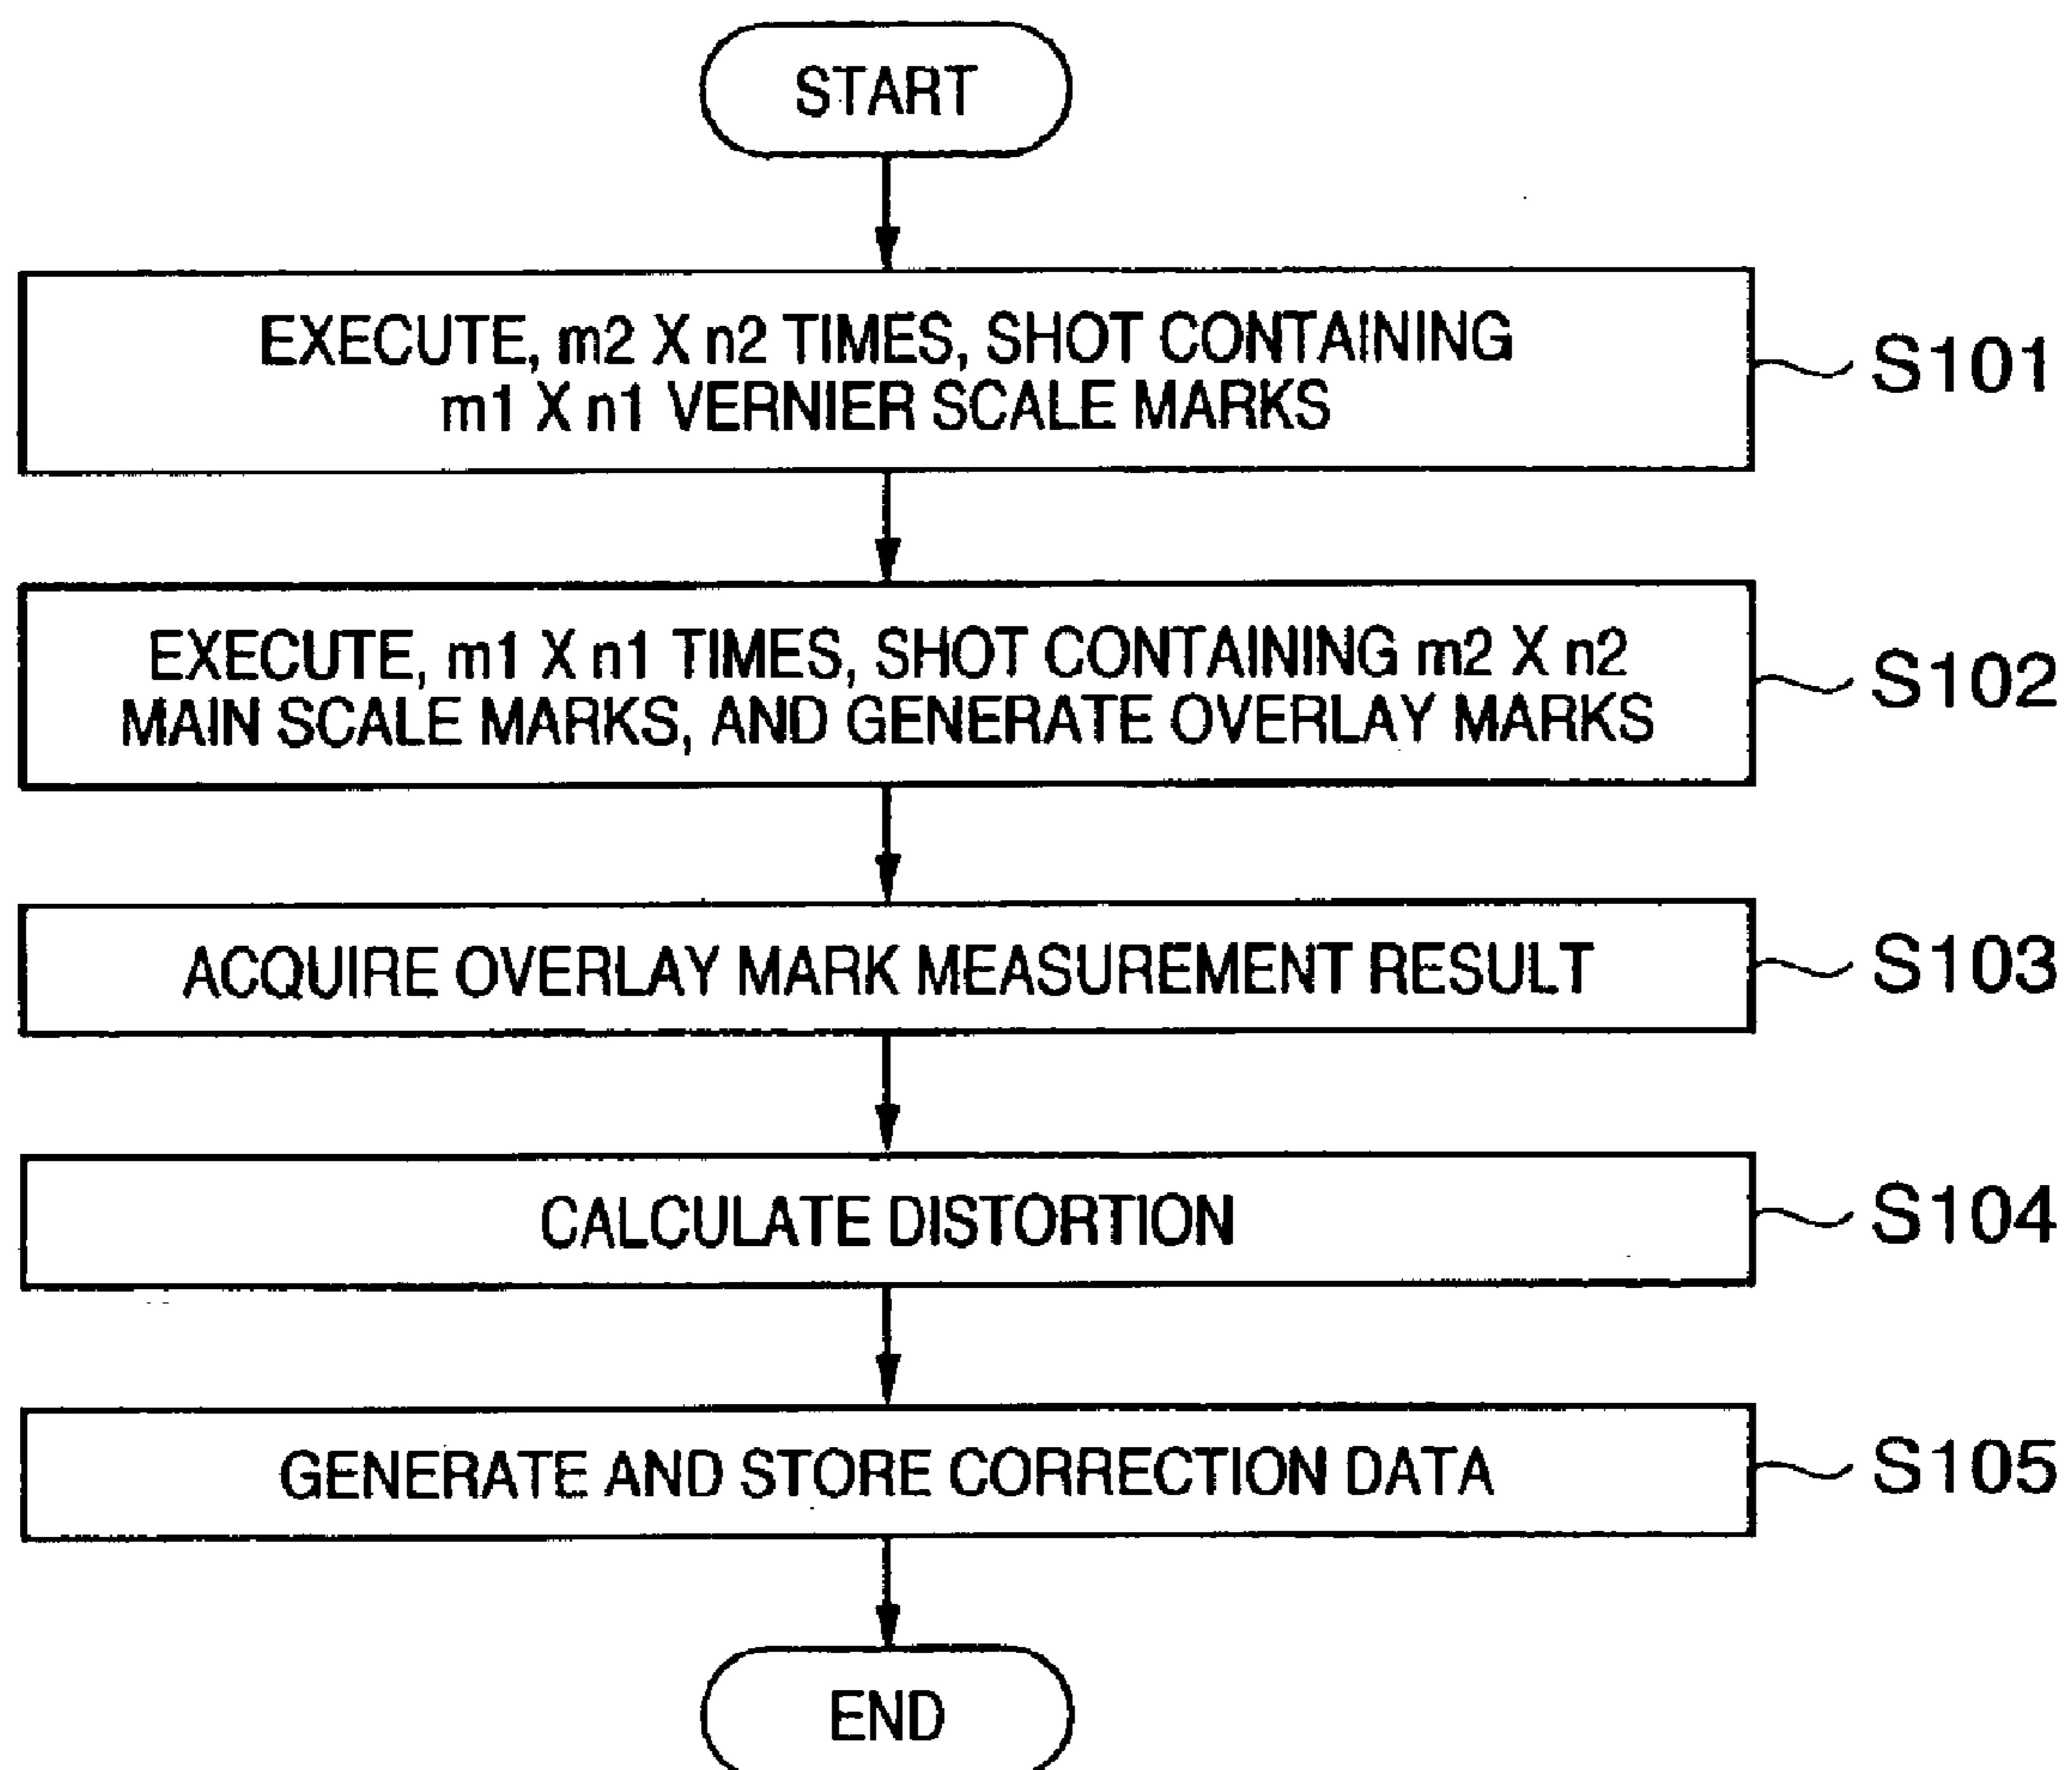 START
EXECUTE, m2 X n2 TIMES, SHOT CONTAINING
m1 X n1 VERNIER SCALE MARKS
S101
EXECUTE, m1 X n1 TIMES, SHOT CONTAINING m2 X n2
MAIN SCALE MARKS, AND GENERATE OVERLAY MARKS
S102
ACQUIRE OVERLAY MARK MEASUREMENT RESULT
S103
CALCULATE DISTORTION
S104
GENERATE AND STORE CORRECTION DATA
S105
END